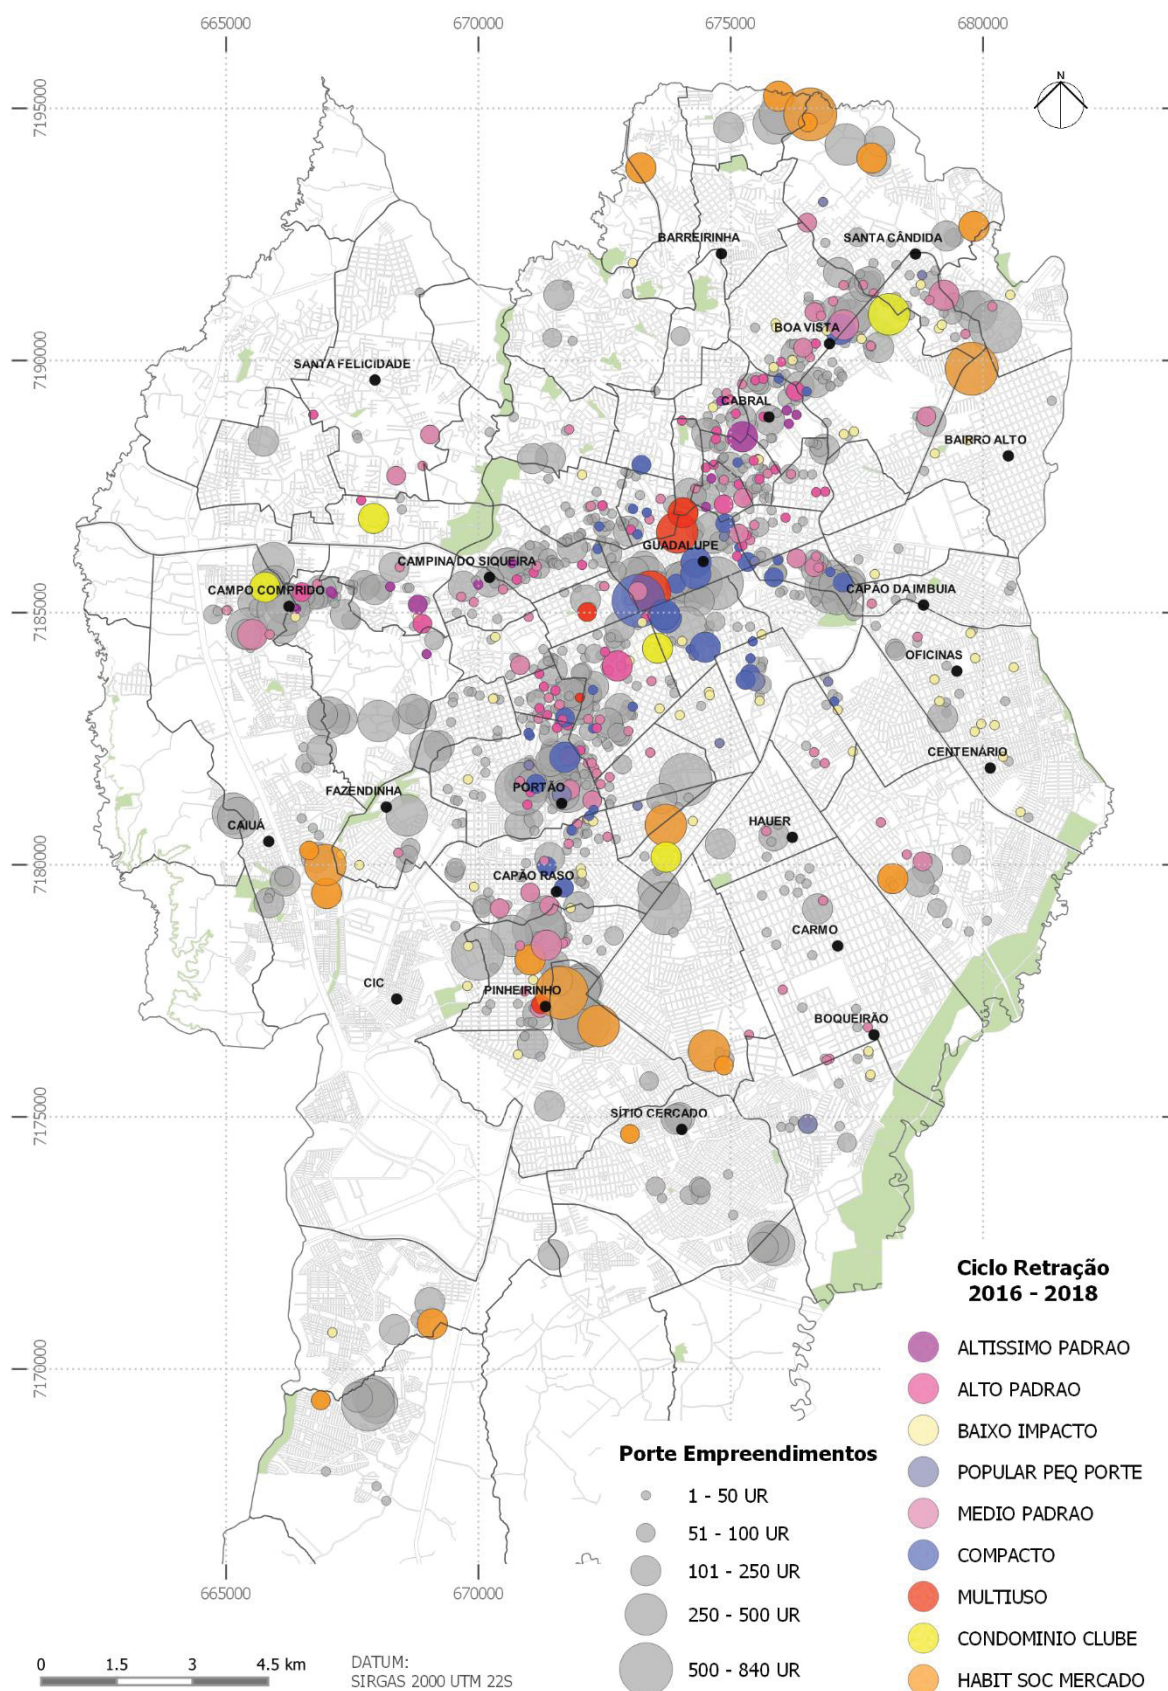 665000
670000
675000
680000
N
7195000
BARREIRINHA
SANTA CÂNDIDA
BOA VISTA
7190000
SANTA FELICIDADE
CABRAL
BAIRRO ALTO
GUADALUPE
CAMPINA DO SIQUEIRA
CAMPO COMPRIDO
CAPÃO DA IMBUIA
7185000
OFICINAS
CENTENÁRIO
PORTÃO
FAZENDINHA
HAUER
CAIUÁ
7180000
CAPÃO RASO
CARMO
CIC
PINHEIRINHO
BOQUEIRÃO
7175000
SÍTIO CERCADO
7170000
Ciclo Retração
2016 - 2018
ALTISSIMO PADRAO
ALTO PADRAO
BAIXO IMPACTO
POPULAR PEQ PORTE
MEDIO PADRAO
COMPACTO
MULTIUSO
CONDOMINIO CLUBE
HABIT SOC MERCADO
Porte Empreendimentos
1 - 50 UR
51 - 100 UR
101 - 250 UR
250 - 500 UR
500 - 840 UR
665000
670000
0 1.5 3 4.5 km
DATUM:
SIRGAS 2000 UTM 22S